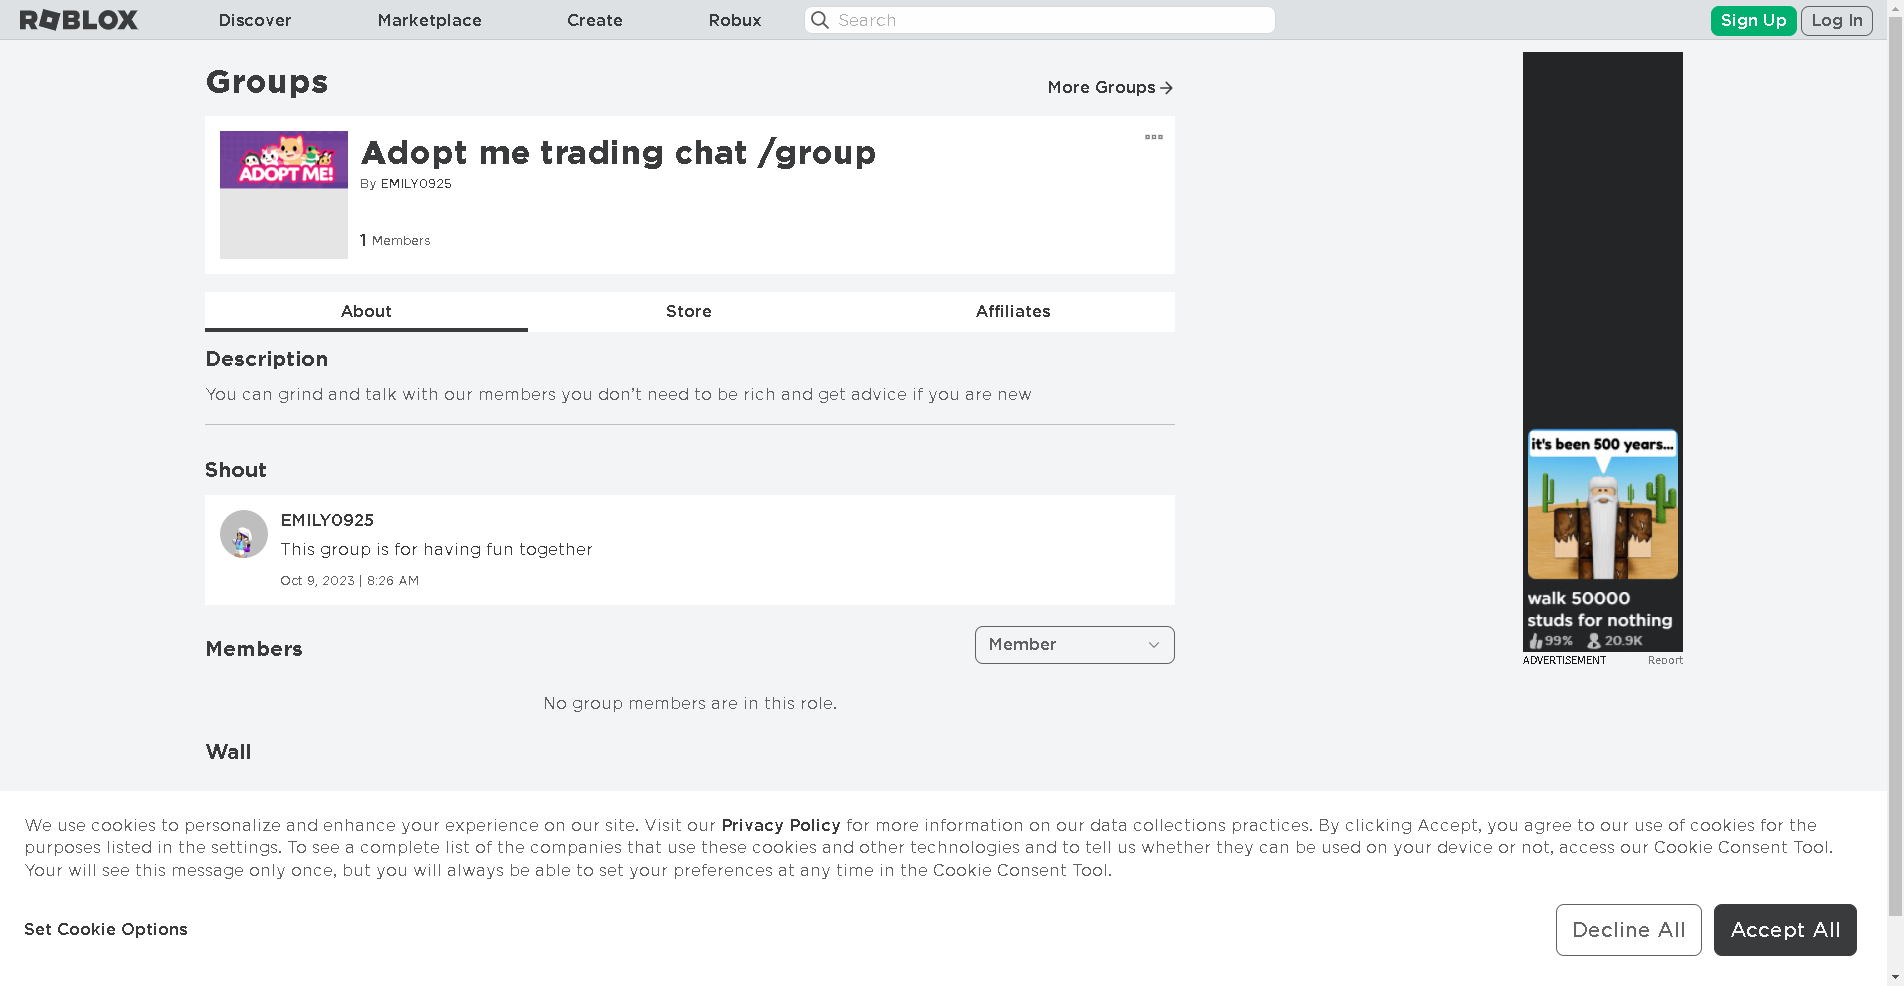 ROBLOX Discover Marketplace Create Robux Search Sign Up Log In
Groups
More Groups
ADOPT ME!
Adopt me trading chat /group
By EMILY0925
1 Members
About Store Affiliates
Description
You can grind and talk with our members you don't need to be rich and get advice if you are new
Shout
EMILY0925
This group is for having fun together
Oct 9, 2023 | 8:26 AM
Members
Member
No group members are in this role.
Wall
it's been 500 years...
walk 50000
studs for nothing
99% 20.9K
ADVERTISEMENT Report
We use cookies to personalize and enhance your experience on our site. Visit our Privacy Policy for more information on our data collections practices. By clicking Accept, you agree to our use of cookies for the
purposes listed in the settings. To see a complete list of the companies that use these cookies and other technologies and to tell us whether they can be used on your device or not, access our Cookie Consent Tool.
Your will see this message only once, but you will always be able to set your preferences at any time in the Cookie Consent Tool.
Set Cookie Options
Decline All
Accept All